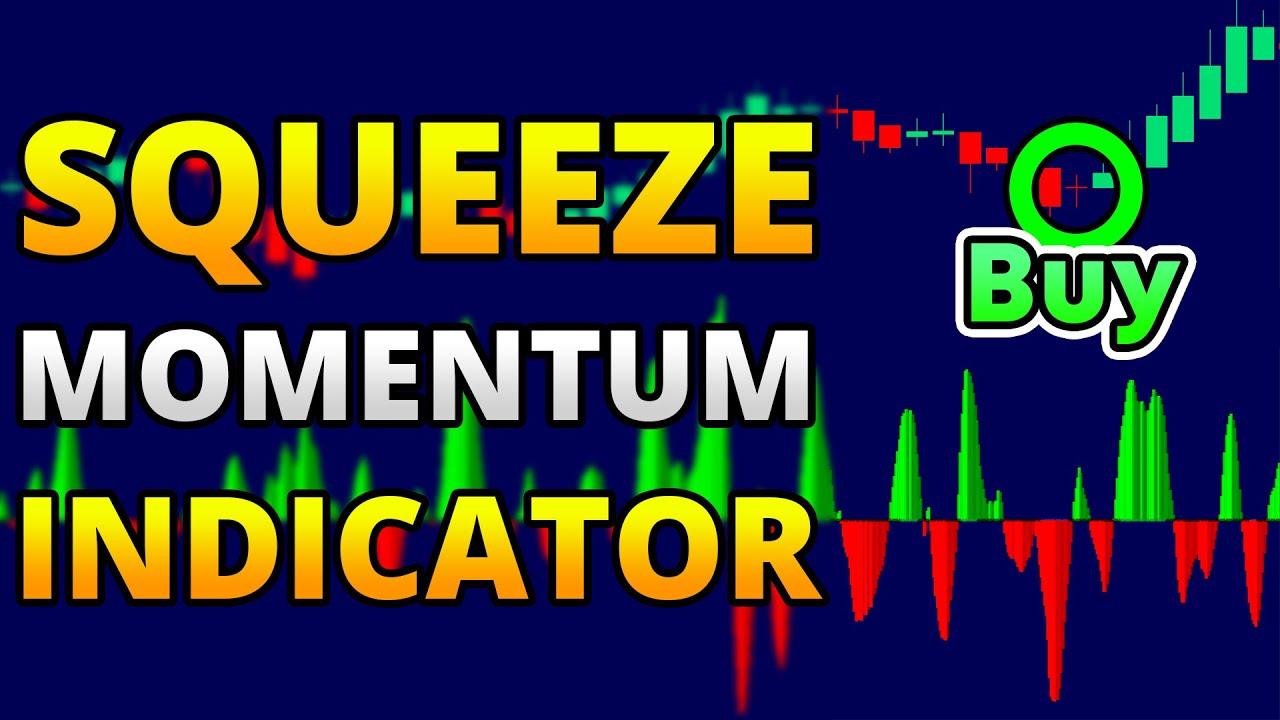 SQUEEZE
MOMENTUM
INDICATOR
Buy